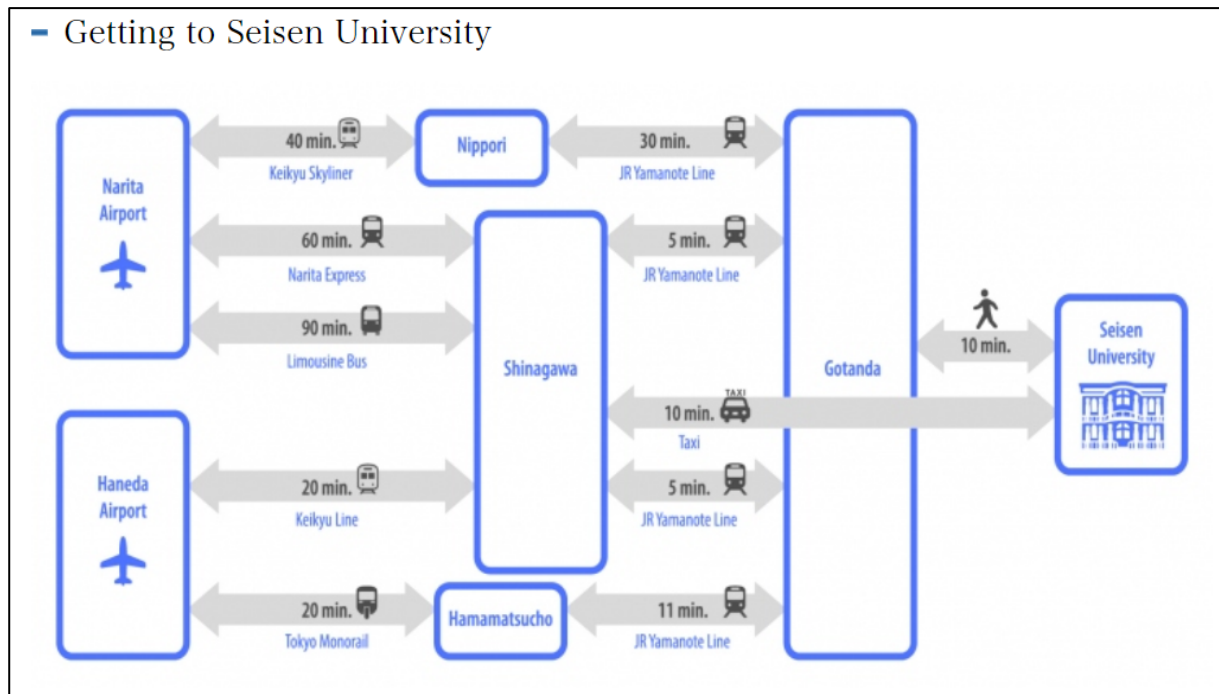 Getting to Seisen University
Narita
Airport
40 min.
Keikyu Skyliner
Nippori
30 min.
JR Yamanote Line
60 min.
Narita Express
5 min.
JR Yamanote Line
90 min.
Limousine Bus
Shinagawa
Gotanda
10 min.
Seisen
University
TAXI
10 min.
Taxi
Haneda
Airport
20 min.
Keikyu Line
5 min.
JR Yamanote Line
20 min.
Tokyo Monorail
Hamamatsucho
11 min.
JR Yamanote Line